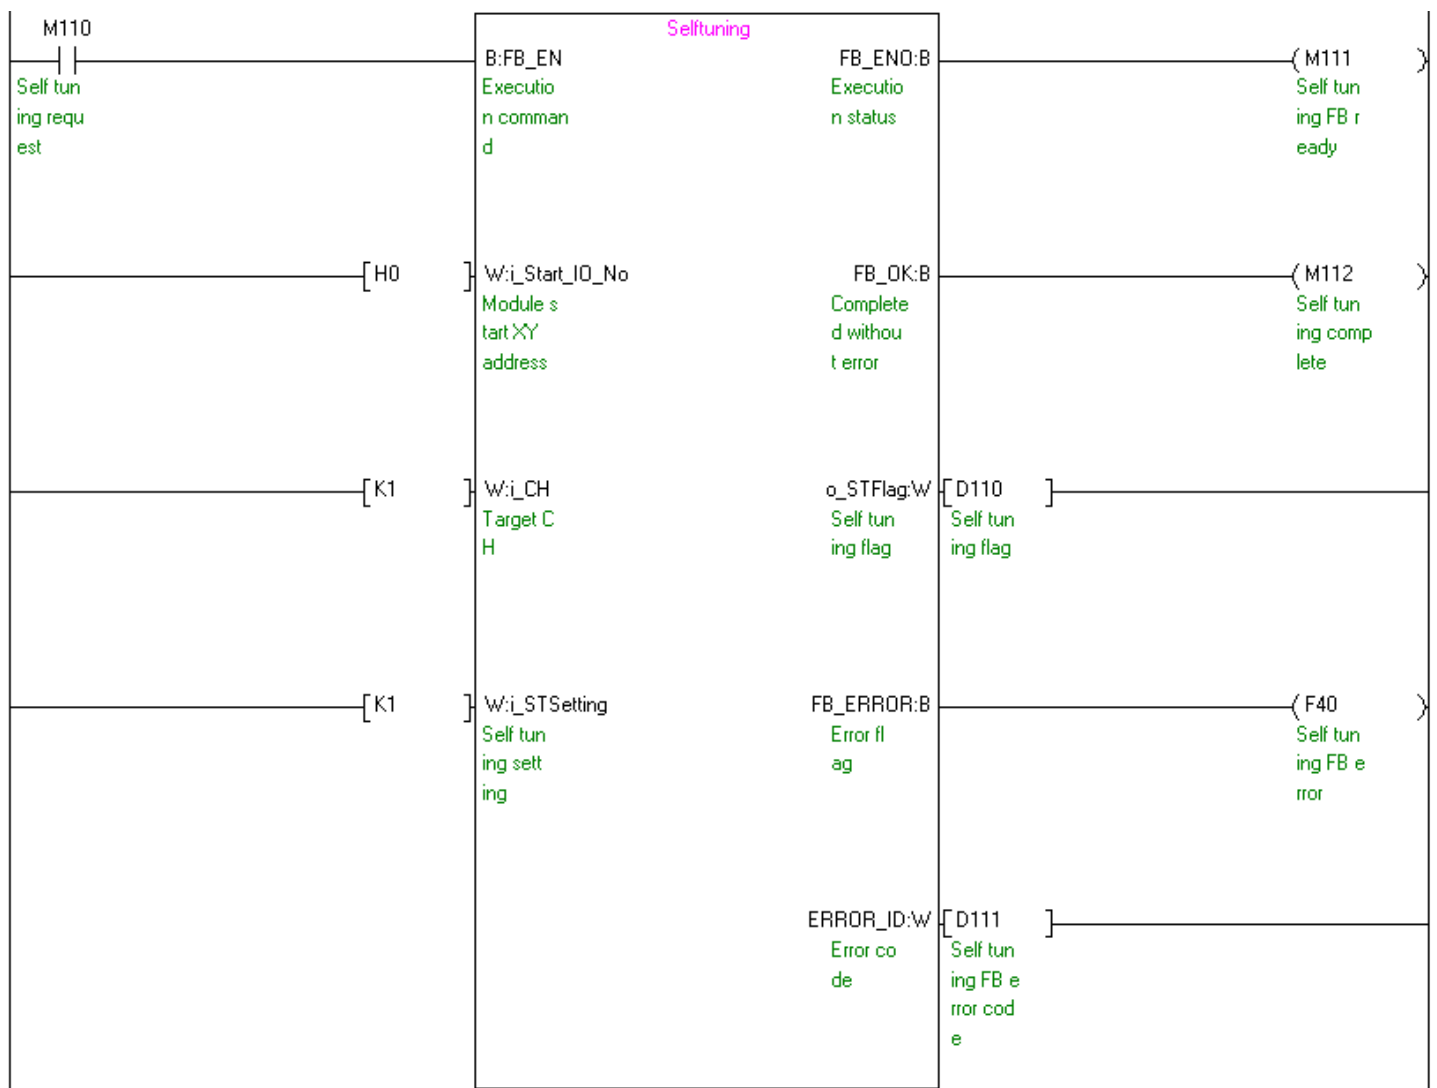 M110
Selftuning
B:FB_EN
FB_ENO:B
M111
Self tun
ing requ
est
Executio
n comman
d
Executio
n status
Self tun
ing FB r
eady
H0
W:i_Start_IO_No
FB_OK:B
M112
Module s
tart XY
address
Complete
d withou
t error
Self tun
ing comp
lete
K1
W:i_CH
o_STFlag:W
D110
Target C
H
Self tun
ing flag
Self tun
ing flag
K1
W:i_STSetting
FB_ERROR:B
F40
Self tun
ing sett
ing
Error fl
ag
Self tun
ing FB e
rror
ERROR_ID:W
D111
Error co
de
Self tun
ing FB e
rror cod
e